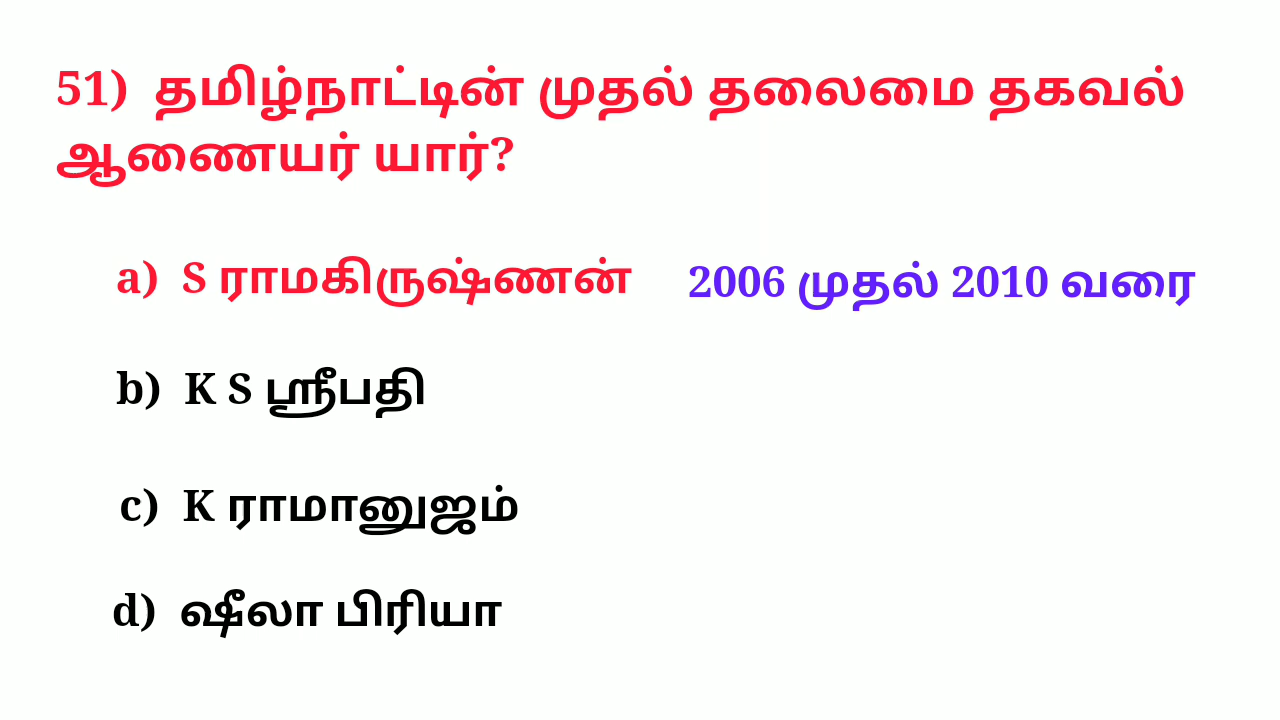 51) தமிழ்நாட்டின் முதல் தலைமை தகவல்
ஆணையர் யார்?
a) S ராமகிருஷ்ணன் 2006 முதல் 2010 வரை
b) K S ஸ்ரீபதி
c) K ராமானுஜம்
d) ஷீலா பிரியா